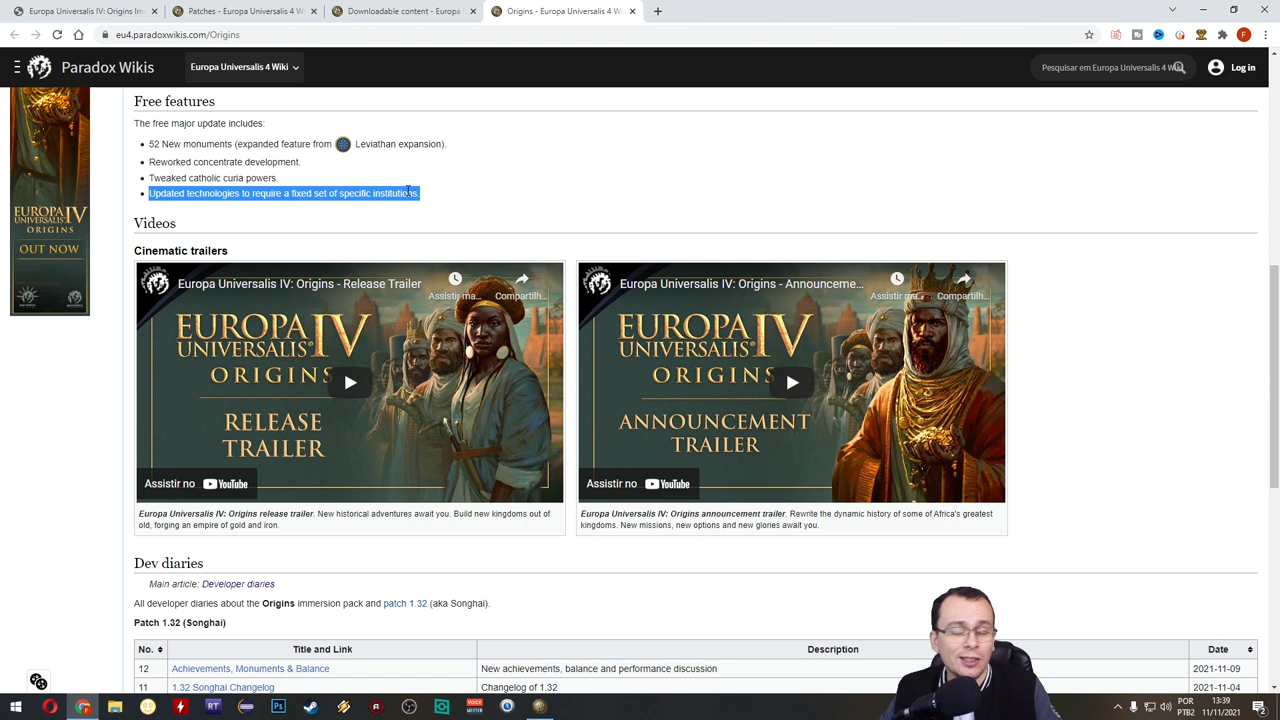 Europa Universalis IV: Origins Im
Patches - Europa Universalis 4 W
Downloadable content - Europa
Origins - Europa Universalis 4 Wi
eu4.paradoxwikis.com/Origins
Paradox Wikis
Europa Universalis 4 Wiki
Pesquisar em Europa Universalis 4 Wiki
Log in
Free features
The free major update includes:
52 New monuments (expanded feature from Leviathan expansion).
Reworked concentrate development.
Tweaked catholic curia powers.
Updated technologies to require a fixed set of specific institutions.
EUROPA
UNIVERSALIS IV
ORIGINS
OUT NOW
Videos
Cinematic trailers
Europa Universalis IV: Origins - Release Trailer
Assistir ma...
Compartilh...
EUROPA
UNIVERSALIS IV
ORIGINS
RELEASE
TRAILER
Assistir no YouTube
Europa Universalis IV: Origins release trailer. New historical adventures await you. Build new kingdoms out of
old, forging an empire of gold and iron.
Europa Universalis IV: Origins - Announceme...
Assistir ma...
Compartilh...
EUROPA
UNIVERSALIS IV
ORIGINS
ANNOUNCEMENT
TRAILER
Assistir no YouTube
Europa Universalis IV: Origins announcement trailer. Rewrite the dynamic history of some of Africa's greatest
kingdoms. New missions, new options and new glories await you.
Dev diaries
Main article: Developer diaries
All developer diaries about the Origins immersion pack and patch 1.32 (aka Songhai).
Patch 1.32 (Songhai)
No. Title and Link Description Date
12 Achievements, Monuments & Balance New achievements, balance and performance discussion 2021-11-09
11 1.32 Songhai Changelog Changelog of 1.32 2021-11-04
POR
PTB2
13:39
11/11/2021